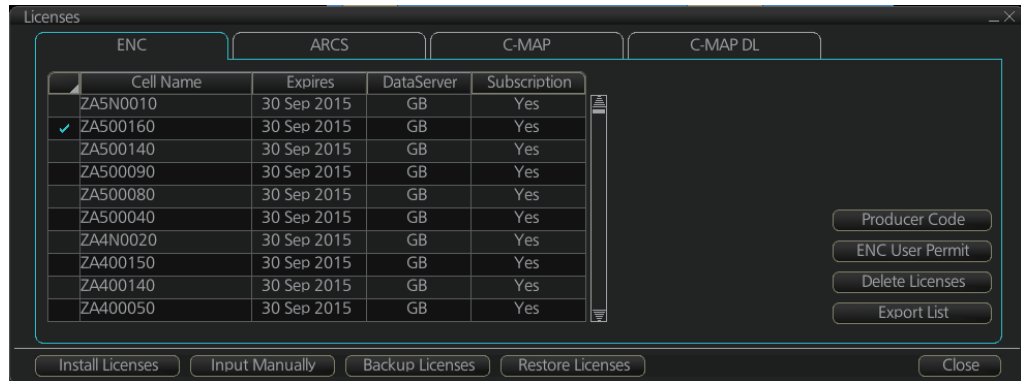 Licenses
ENC ARCS C-MAP C-MAP DL
Cell Name Expires DataServer Subscription
ZA5N0010 30 Sep 2015 GB Yes
ZA500160 30 Sep 2015 GB Yes
ZA500140 30 Sep 2015 GB Yes
ZA500090 30 Sep 2015 GB Yes
ZA500080 30 Sep 2015 GB Yes
ZA500040 30 Sep 2015 GB Yes
ZA4N0020 30 Sep 2015 GB Yes
ZA400150 30 Sep 2015 GB Yes
ZA400140 30 Sep 2015 GB Yes
ZA400050 30 Sep 2015 GB Yes
Producer Code
ENC User Permit
Delete Licenses
Export List
Install Licenses Input Manually Backup Licenses Restore Licenses Close